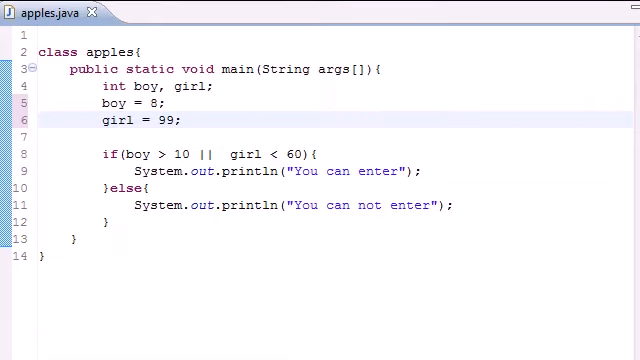 apples.java
1
2 class apples{
3 public static void main(String args[]){
4 int boy, girl;
5 boy = 8;
6 girl = 99;
7
8 if(boy > 10 ||  girl < 60){
9 System.out.println("You can enter");
10 }else{
11 System.out.println("You can not enter");
12 }
13 }
14 }